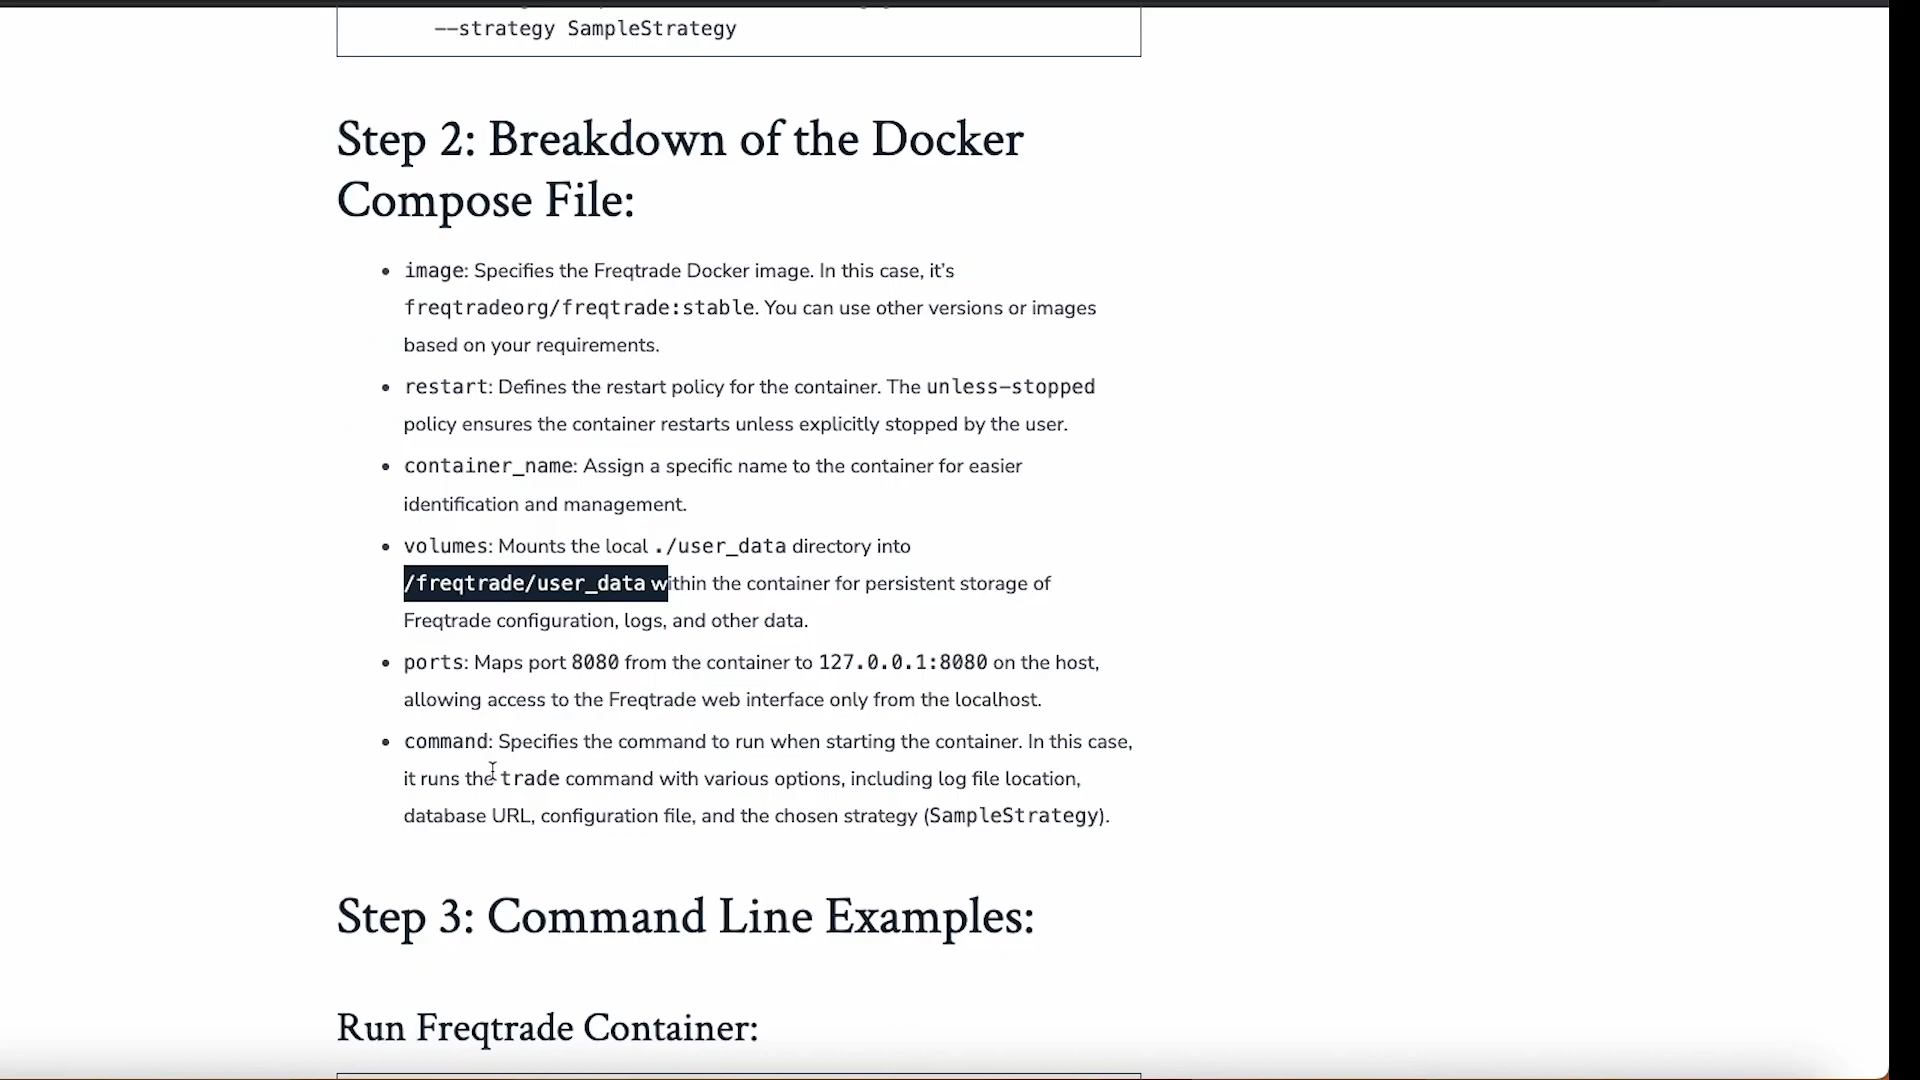 --strategy SampleStrategy
Step 2: Breakdown of the Docker
Compose File:
• image: Specifies the Freqtrade Docker image. In this case, it’s
freqtradeorg/freqtrade:stable. You can use other versions or images
based on your requirements.
• restart: Defines the restart policy for the container. The unless-stopped
policy ensures the container restarts unless explicitly stopped by the user.
• container_name: Assign a specific name to the container for easier
identification and management.
• volumes: Mounts the local ./user_data directory into
/freqtrade/user_data within the container for persistent storage of
Freqtrade configuration, logs, and other data.
• ports: Maps port 8080 from the container to 127.0.0.1:8080 on the host,
allowing access to the Freqtrade web interface only from the localhost.
• command: Specifies the command to run when starting the container. In this case,
it runs the trade command with various options, including log file location,
database URL, configuration file, and the chosen strategy (SampleStrategy).
Step 3: Command Line Examples:
Run Freqtrade Container: